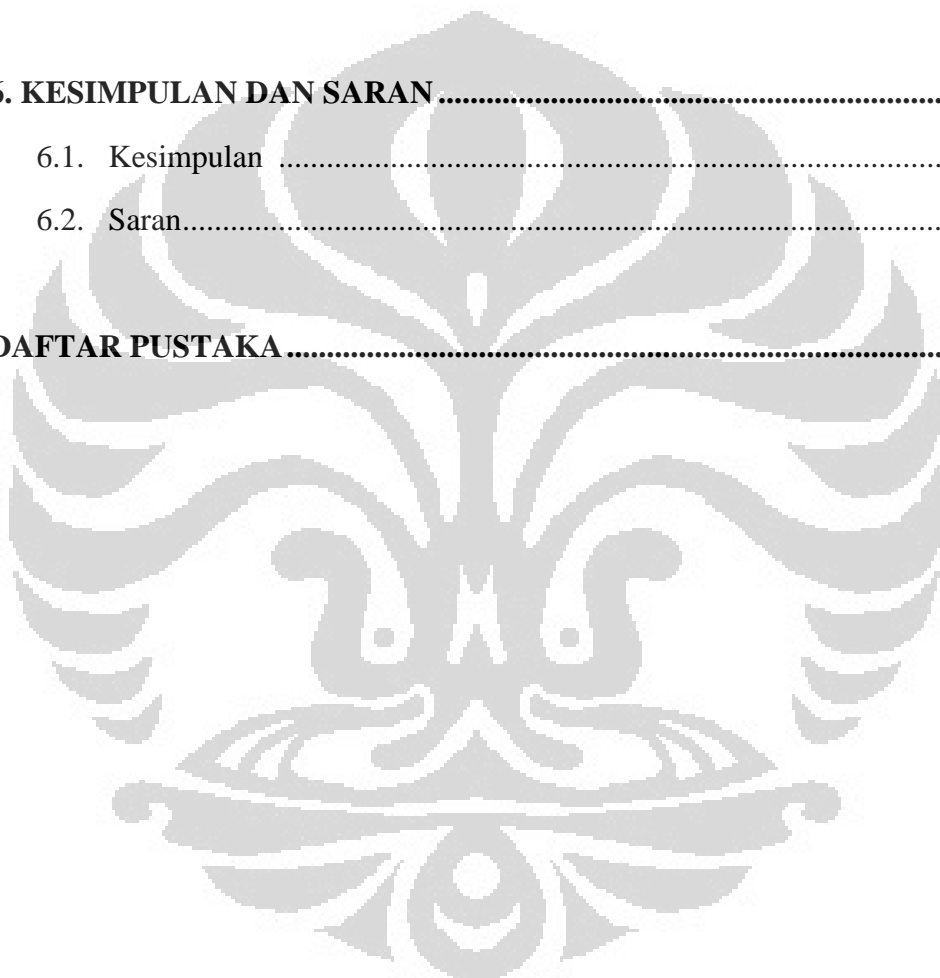 6. KESIMPULAN DAN SARAN........................................................................
6.1. Kesimpulan ....................................................................................
6.2. Saran................................................................................................
DAFTAR PUSTAKA..........................................................................................